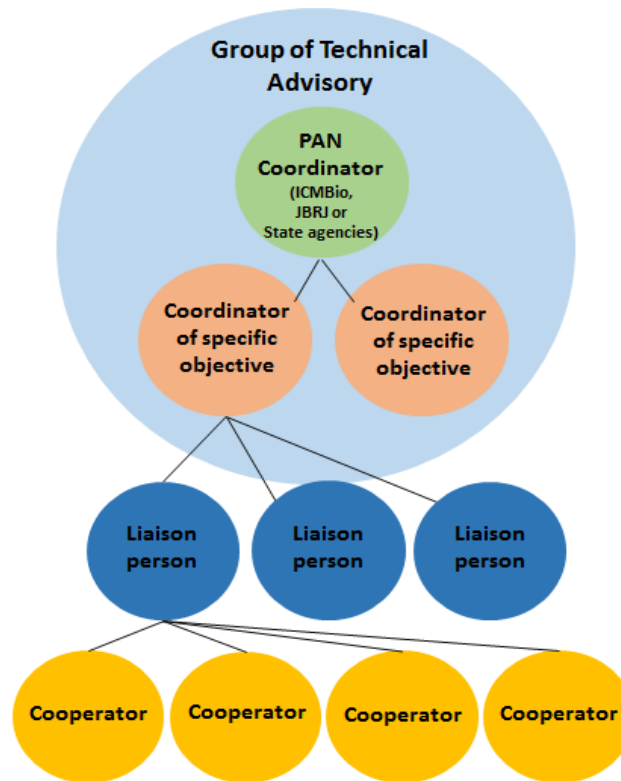 Group of Technical
Advisory
PAN
Coordinator
(ICMBio,
JBRJ or
State agencies)
Coordinator
of specific
objective
Coordinator
of specific
objective
Liaison
person
Liaison
person
Liaison
person
Cooperator
Cooperator
Cooperator
Cooperator